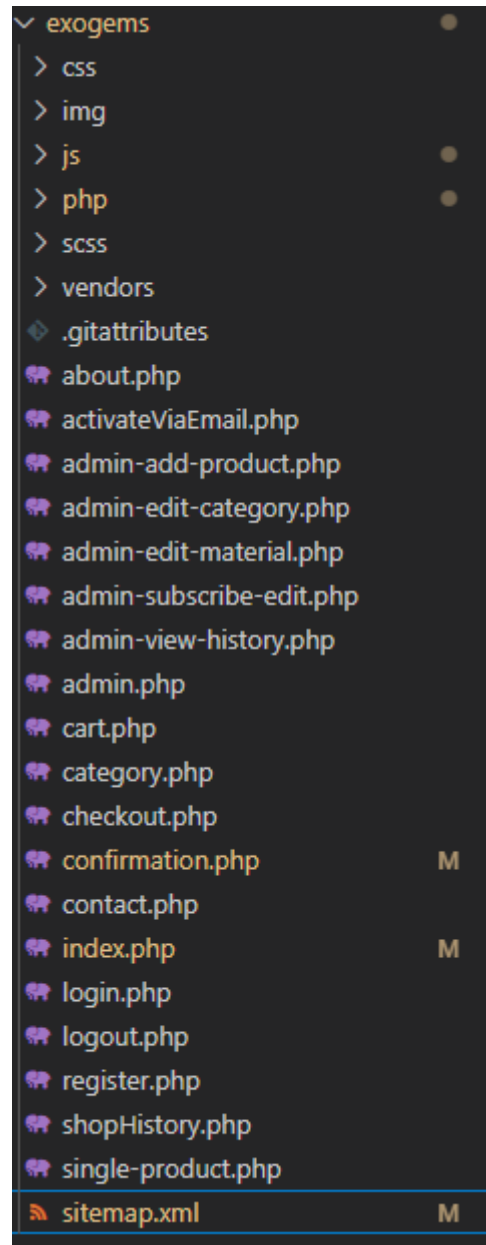 exogems
css
img
js
php
scss
vendors
.gitattributes
about.php
activateViaEmail.php
admin-add-product.php
admin-edit-category.php
admin-edit-material.php
admin-subscribe-edit.php
admin-view-history.php
admin.php
cart.php
category.php
checkout.php
confirmation.php M
contact.php
index.php M
login.php
logout.php
register.php
shopHistory.php
single-product.php
sitemap.xml M